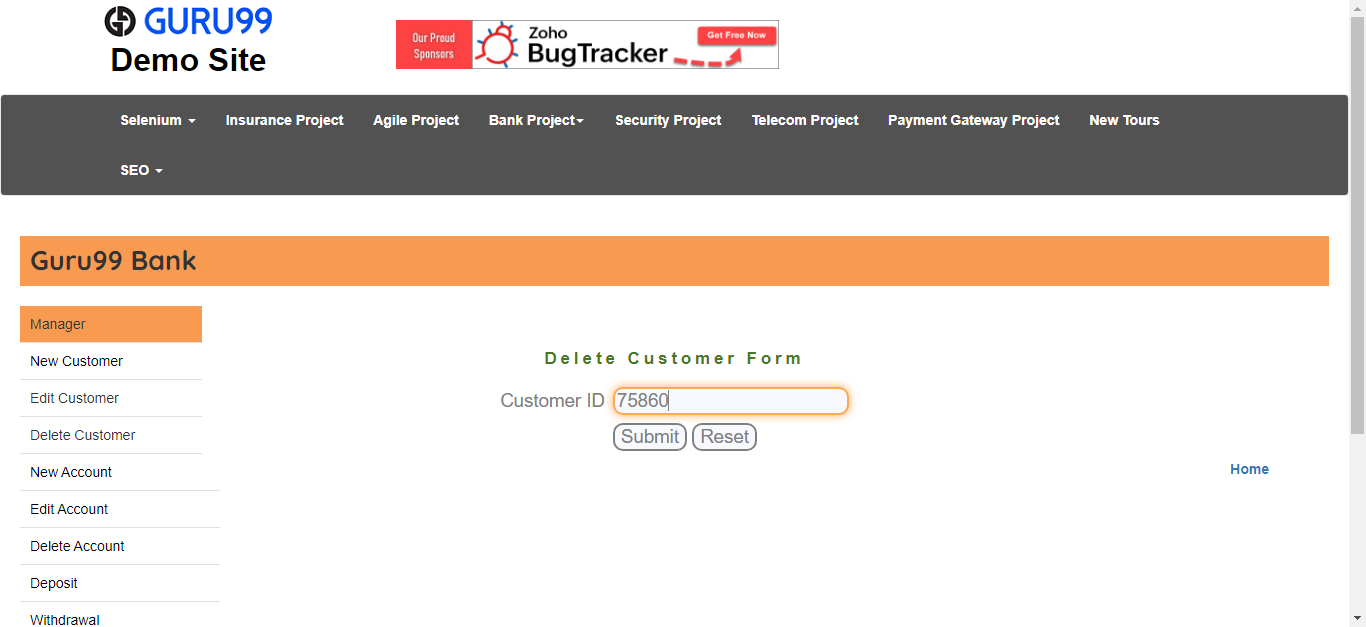 GURU99
Demo Site
Our Proud
Sponsors
Zoho
BugTracker
Get Free Now
Selenium Insurance Project Agile Project Bank Project Security Project Telecom Project Payment Gateway Project New Tours
SEO
Guru99 Bank
Manager
New Customer
Edit Customer
Delete Customer
New Account
Edit Account
Delete Account
Deposit
Withdrawal
Delete Customer Form
Customer ID 75860
Submit Reset
Home